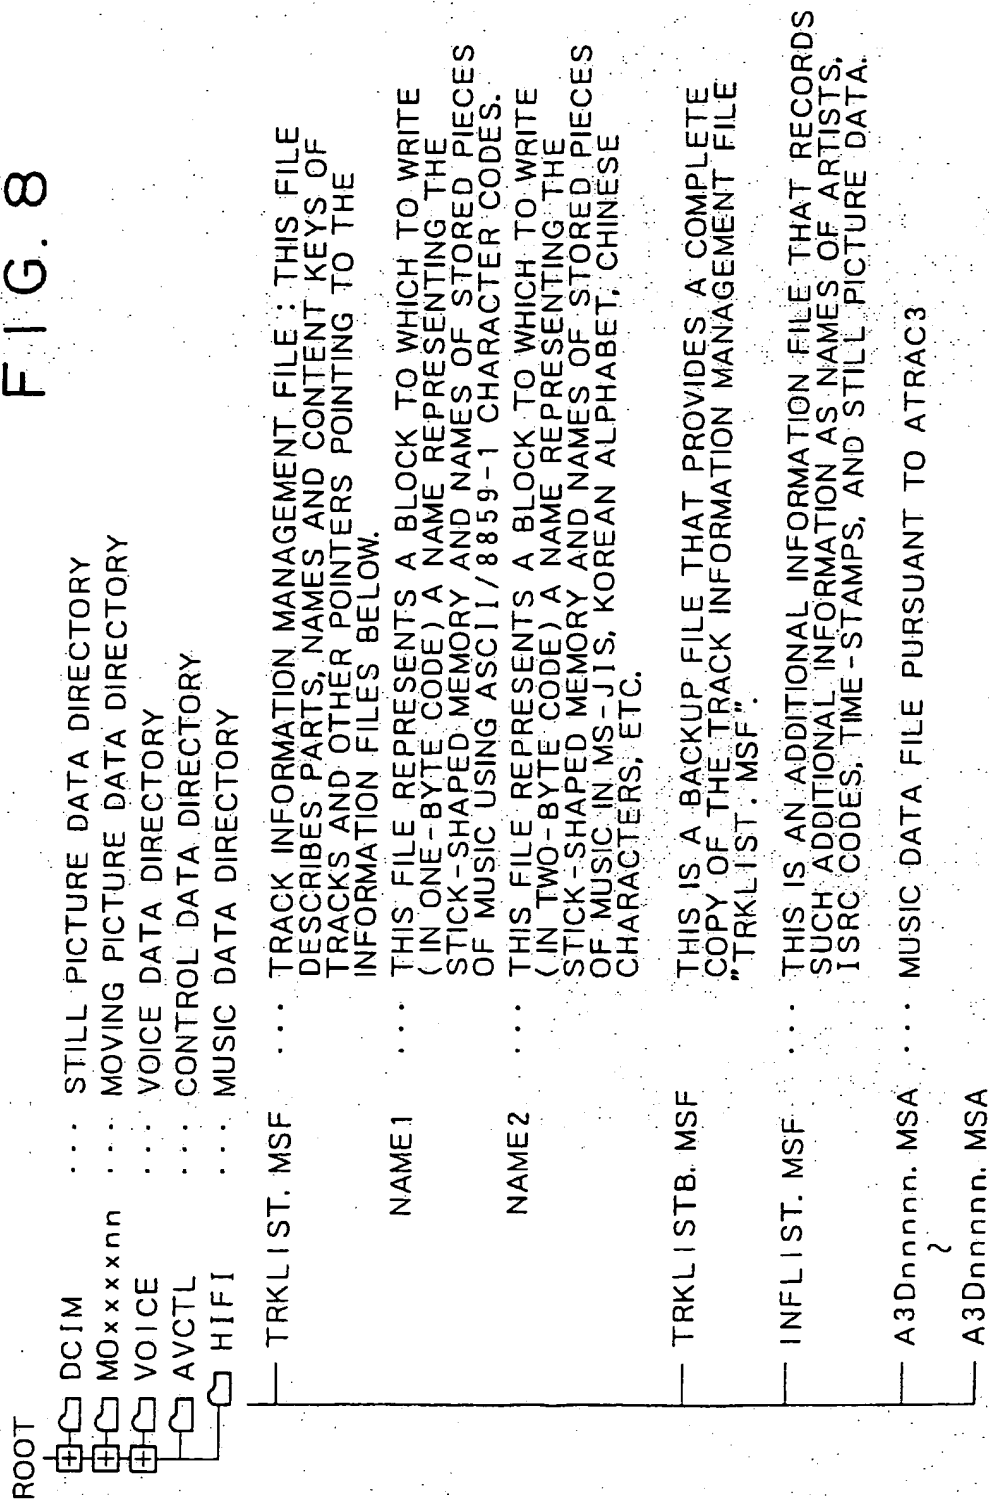 FIG. 8
ROOT
DCIM ... STILL PICTURE DATA DIRECTORY
MOxxxxnn ... MOVING PICTURE DATA DIRECTORY
VOICE ... VOICE DATA DIRECTORY
AVCTL ... CONTROL DATA DIRECTORY
HIFI ... MUSIC DATA DIRECTORY
TRKLIST. MSF ... TRACK INFORMATION MANAGEMENT FILE : THIS FILE
DESCRIBES PARTS, NAMES AND CONTENT KEYS OF
TRACKS AND OTHER POINTERS POINTING TO THE
INFORMATION FILES BELOW.
NAME1 ... THIS FILE REPRESENTS A BLOCK TO WHICH TO WRITE
(IN ONE-BYTE CODE) A NAME REPRESENTING THE
STICK-SHAPED MEMORY AND NAMES OF STORED PIECES
OF MUSIC USING ASCII/8859-1 CHARACTER CODES.
NAME2 ... THIS FILE REPRESENTS A BLOCK TO WHICH TO WRITE
(IN TWO-BYTE CODE) A NAME REPRESENTING THE
STICK-SHAPED MEMORY AND NAMES OF STORED PIECES
OF MUSIC IN MS-JIS, KOREAN ALPHABET, CHINESE
CHARACTERS, ETC.
TRKLISTB. MSF THIS IS A BACKUP FILE THAT PROVIDES A COMPLETE
COPY OF THE TRACK INFORMATION MANAGEMENT FILE
"TRKLIST. MSF".
INFLIST. MSF ... THIS IS AN ADDITIONAL INFORMATION FILE THAT RECORDS
SUCH ADDITIONAL INFORMATION AS NAMES OF ARTISTS,
ISRC CODES, TIME-STAMPS, AND STILL PICTURE DATA.
A3Dnnnnn. MSA .... MUSIC DATA FILE PURSUANT TO ATRAC3
~
A3Dnnnnn. MSA